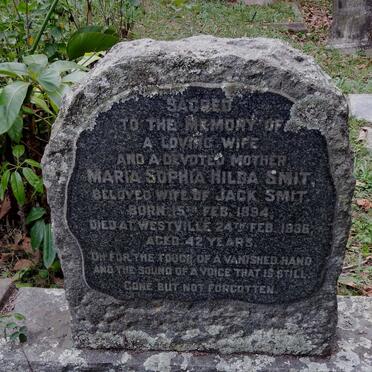 SACRED
TO THE MEMORY OF
A LOVING WIFE
AND A DEVOTED MOTHER
MARIA SOPHIA HILDA SMIT,
BELOVED WIFE OF JACK SMIT.
BORN 15TH FEB. 1894.
DIED AT WESTVILLE 24TH FEB. 1936,
AGED 42 YEARS.
OH FOR THE TOUCH OF A VANISHED HAND
AND THE SOUND OF A VOICE THAT IS STILL.
GONE BUT NOT FORGOTTEN.